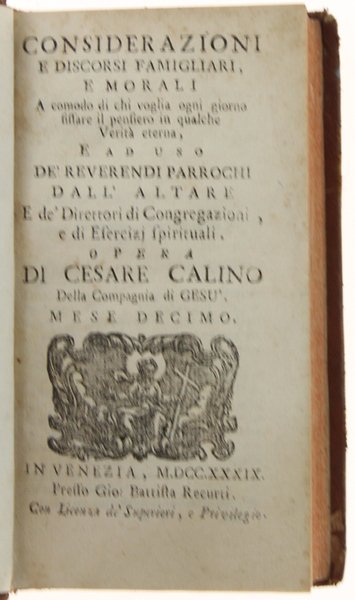 CONSIDERAZIONI
E DISCORSI FAMIGLIARI,
E MORALI
A comodo di chi voglia ogni giorno
fissare il pensiero in qualche
Verità eterna,
E AD USO
DE' REVERENDI PARROCHI
DALL' ALTARE
E de' Direttori di Congregazioni,
e di Esercizj spirituali.
OPERA
DI CESARE CALINO
Della Compagnia di GESU'.
MESE DECIMO.
IN VENEZIA, M.DCC.XXXIX.
Presso Gio: Battista Recurti.
Con Licenza de' Superiori, e Privilegio.